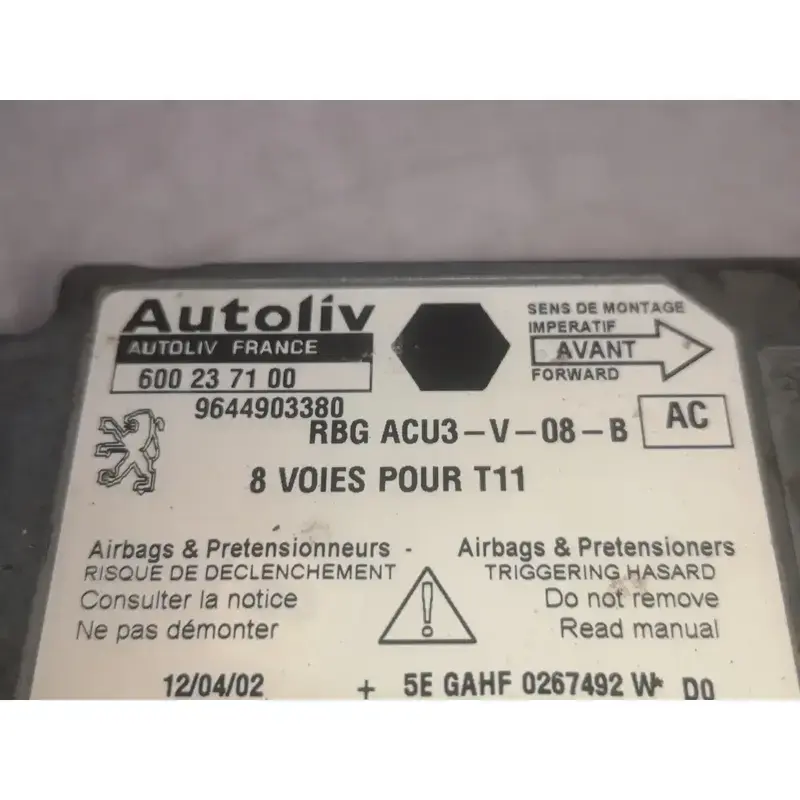 Autoliv
AUTOLIV FRANCE
600 23 71 00
9644903380
SENS DE MONTAGE
IMPERATIF
AVANT
FORWARD
RBG ACU3-V-08-B
AC
8 VOIES POUR T11
Airbags & Pretensionneurs -
RISQUE DE DECLENCHEMENT
Consulter la notice
Ne pas démonter
!
Airbags & Pretensioners
TRIGGERING HASARD
Do not remove
Read manual
12/04/02 + 5E GAHF 0267492 W* D0